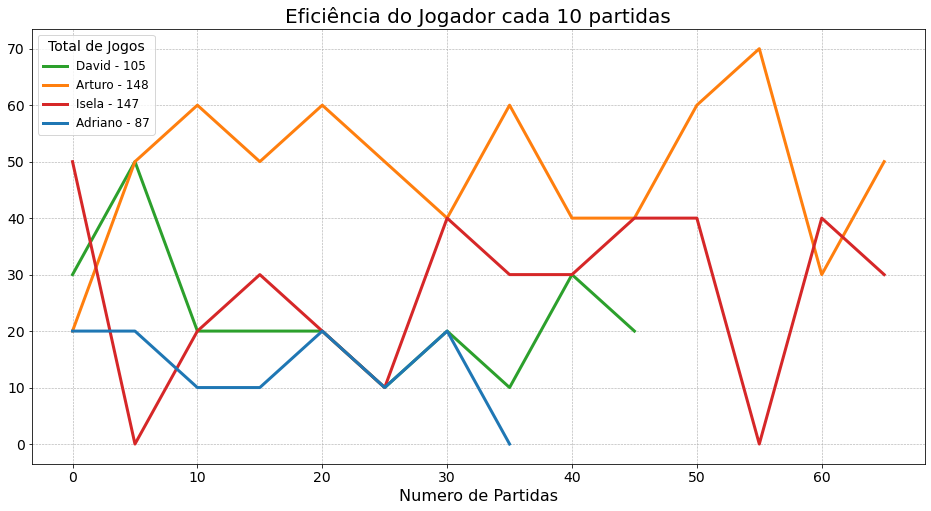 Eficiência do Jogador cada 10 partidas
Total de Jogos
David - 105
Arturo - 148
Isela - 147
Adriano - 87
70
60
50
40
30
20
10
0
0 10 20 30 40 50 60
Numero de Partidas